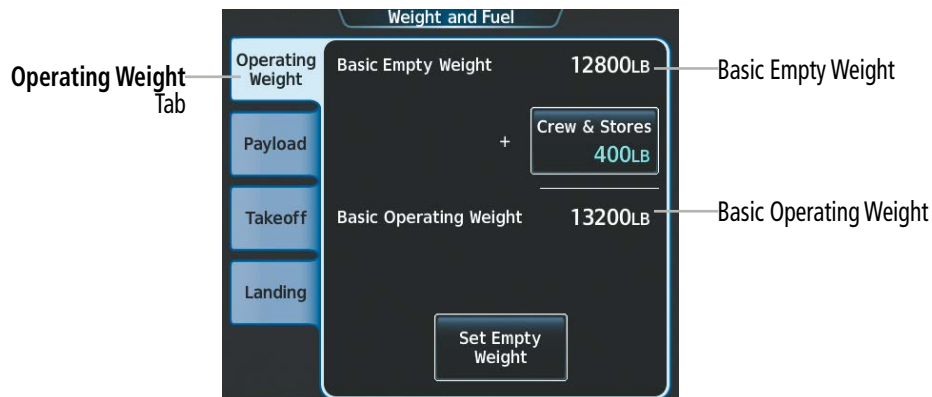 Weight and Fuel
Operating Weight
Tab
Operating
Weight
Payload
Takeoff
Landing
Basic Empty Weight 12800LB
+
Crew & Stores
400LB
Basic Operating Weight 13200LB
Set Empty
Weight
Basic Empty Weight
Basic Operating Weight